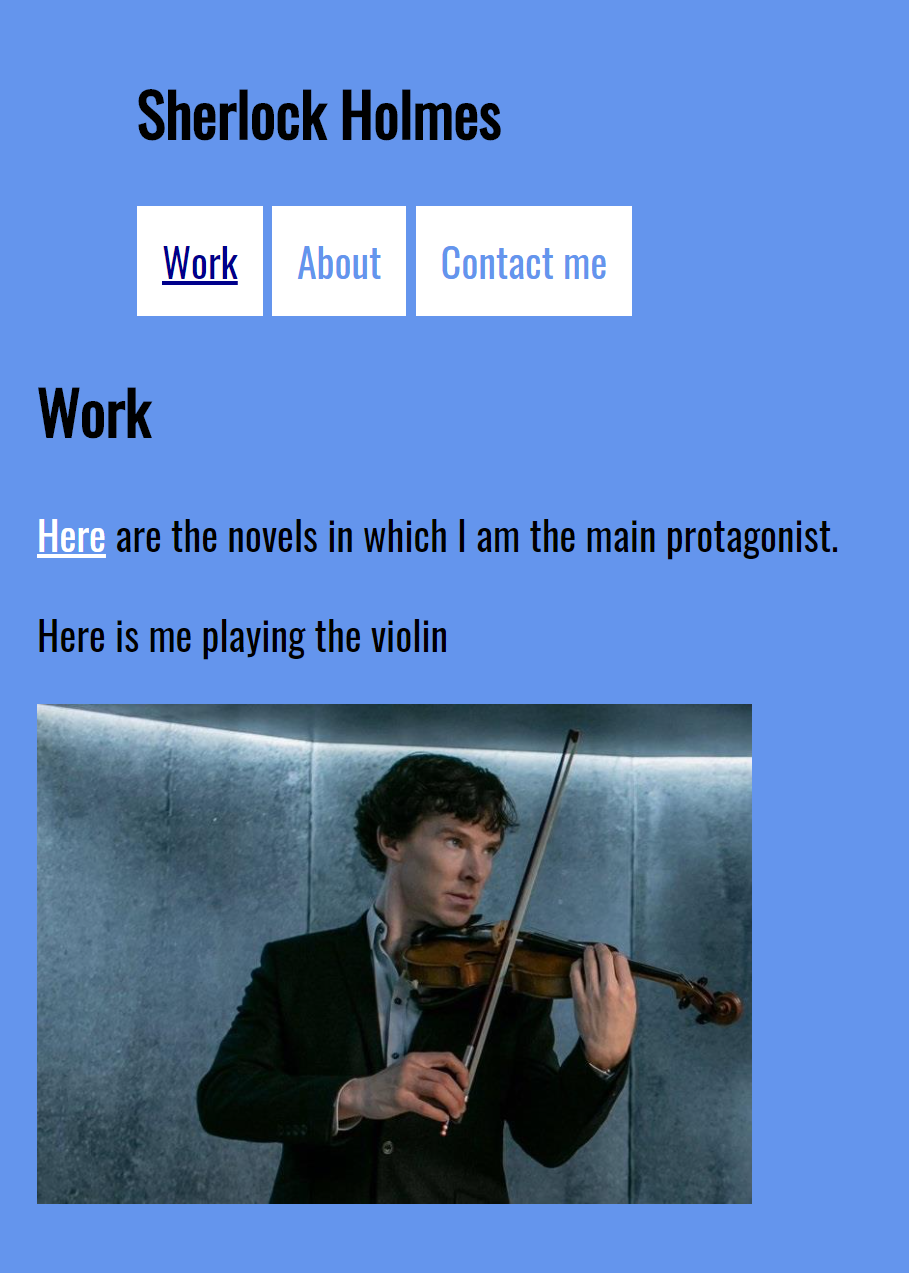 Sherlock Holmes
Work About Contact me
Work
Here are the novels in which I am the main protagonist.
Here is me playing the violin